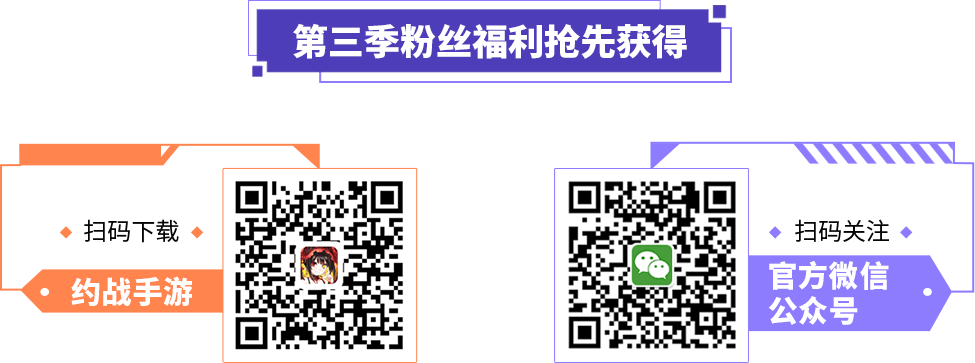 第三季粉丝福利抢先获得
扫码下载
约战手游
扫码关注
官方微信
公众号